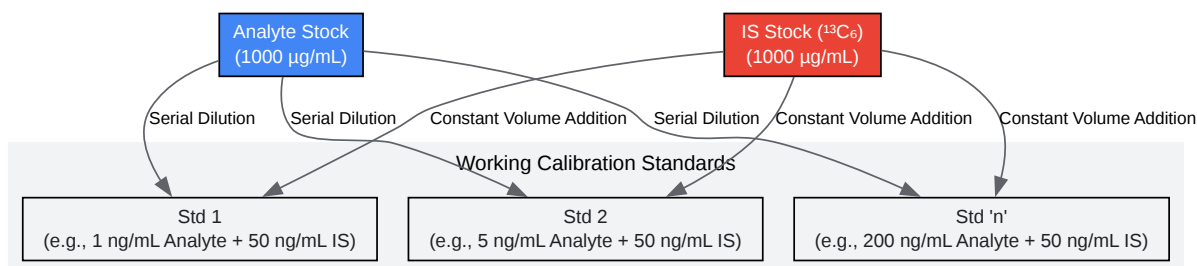 Analyte Stock
(1000 µg/mL)
IS Stock (¹³C₆)
(1000 µg/mL)
Serial Dilution
Serial Dilution
Constant Volume Addition
Serial Dilution
Constant Volume Addition
Constant Volume Addition
Working Calibration Standards
Std 1
(e.g., 1 ng/mL Analyte + 50 ng/mL IS)
Std 2
(e.g., 5 ng/mL Analyte + 50 ng/mL IS)
Std 'n'
(e.g., 200 ng/mL Analyte + 50 ng/mL IS)